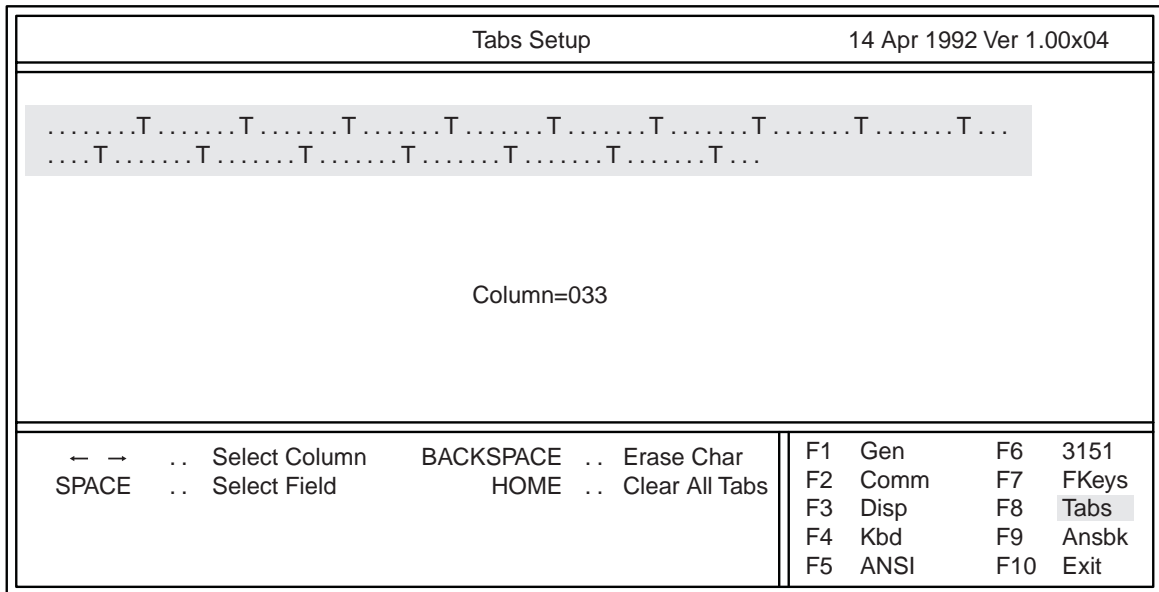 Tabs Setup 14 Apr 1992 Ver 1.00x04
. . . . . . . .T . . . . . . .T . . . . . . .T . . . . . . .T . . . . . . .T . . . . . . .T . . . . . . .T . . . . . . .T . . . . . . .T . . .
. . . .T . . . . . . .T . . . . . . .T . . . . . . .T . . . . . . .T . . . . . . .T . . . . . . .T . . .
Column=033
← → . . Select Column BACKSPACE . . Erase Char
SPACE . . Select Field HOME . . Clear All Tabs
F1 Gen F6 3151
F2 Comm F7 FKeys
F3 Disp F8 Tabs
F4 Kbd F9 Ansbk
F5 ANSI F10 Exit